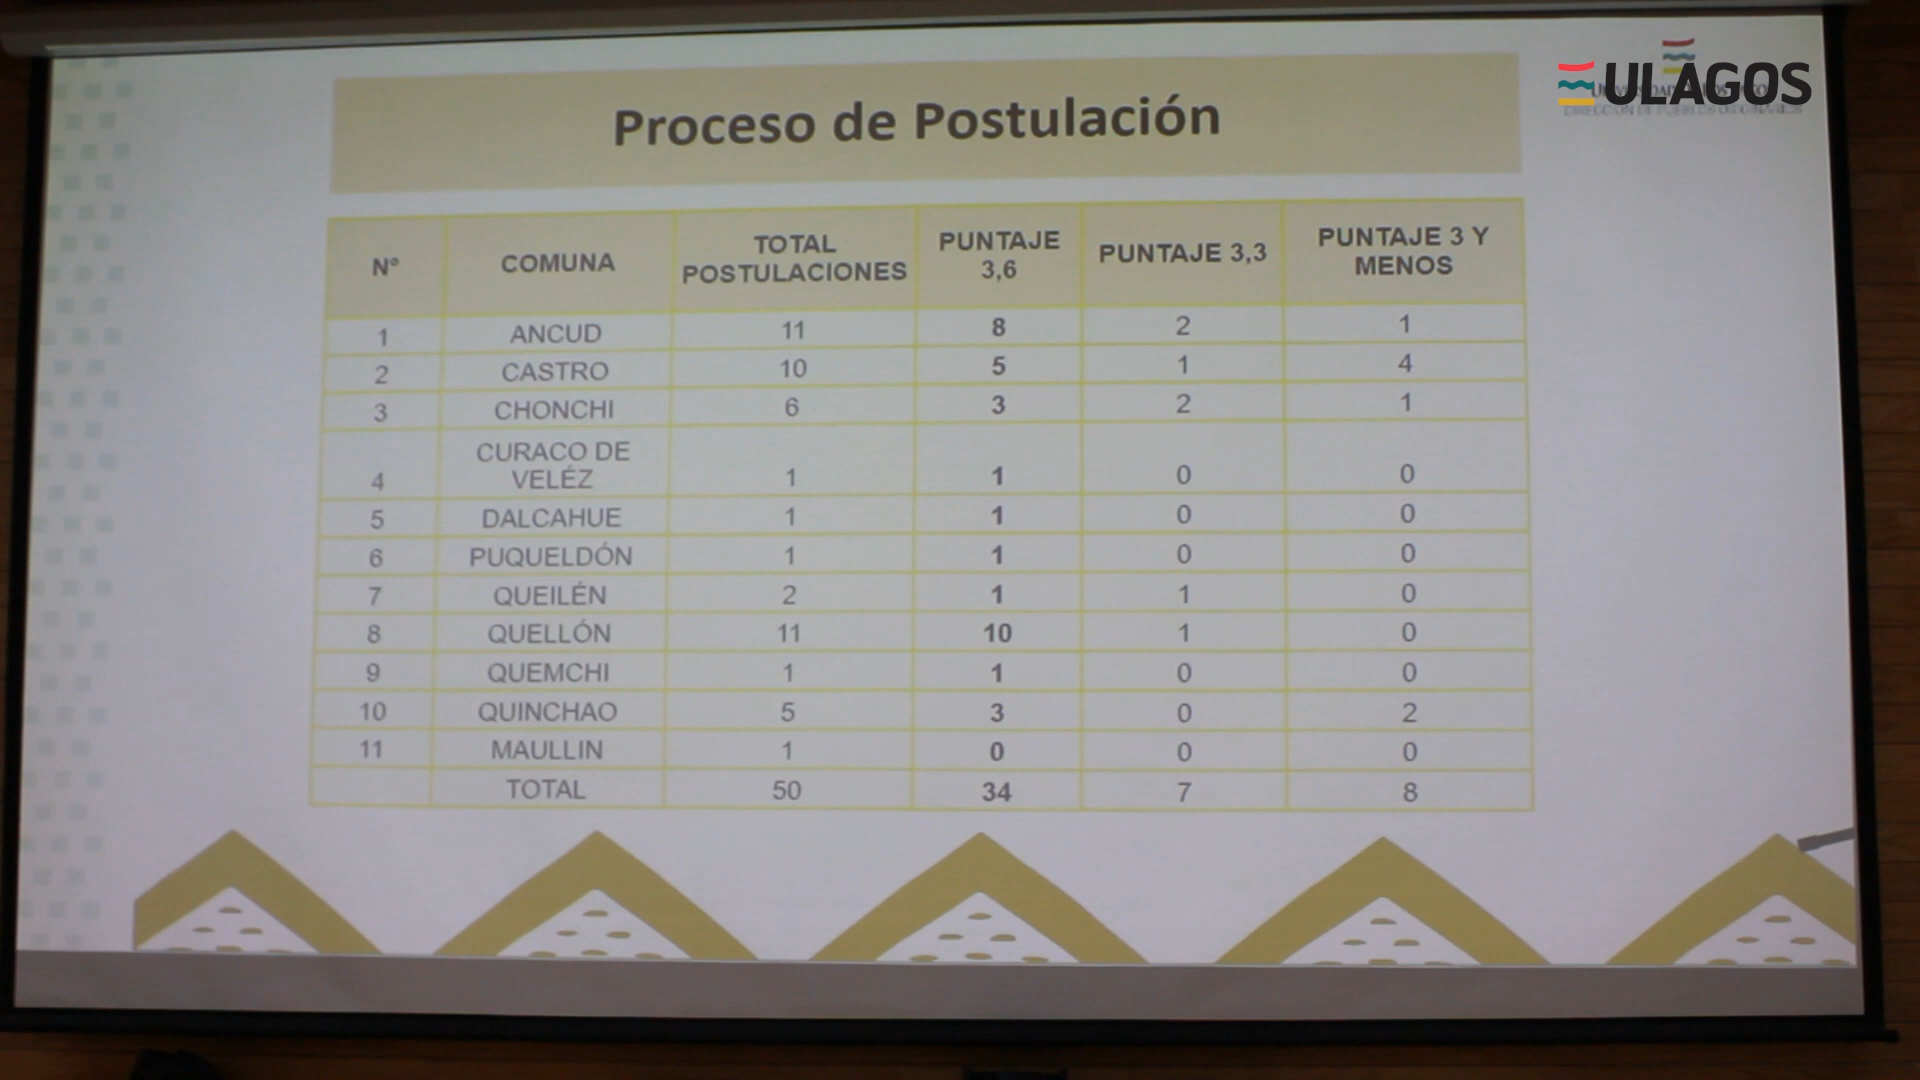 ULAGOS
Proceso de Postulación
Nº COMUNA TOTAL POSTULACIONES PUNTAJE 3,6 PUNTAJE 3,3 PUNTAJE 3 Y MENOS
1 ANCUD 11 8 2 1
2 CASTRO 10 5 1 4
3 CHONCHI 6 3 2 1
4 CURACO DE VELÉZ 1 1 0 0
5 DALCAHUE 1 1 0 0
6 PUQUELDÓN 1 1 0 0
7 QUEILÉN 2 1 1 0
8 QUELLÓN 11 10 1 0
9 QUEMCHI 1 1 0 0
10 QUINCHAO 5 3 0 2
11 MAULLIN 1 0 0 0
TOTAL 50 34 7 8